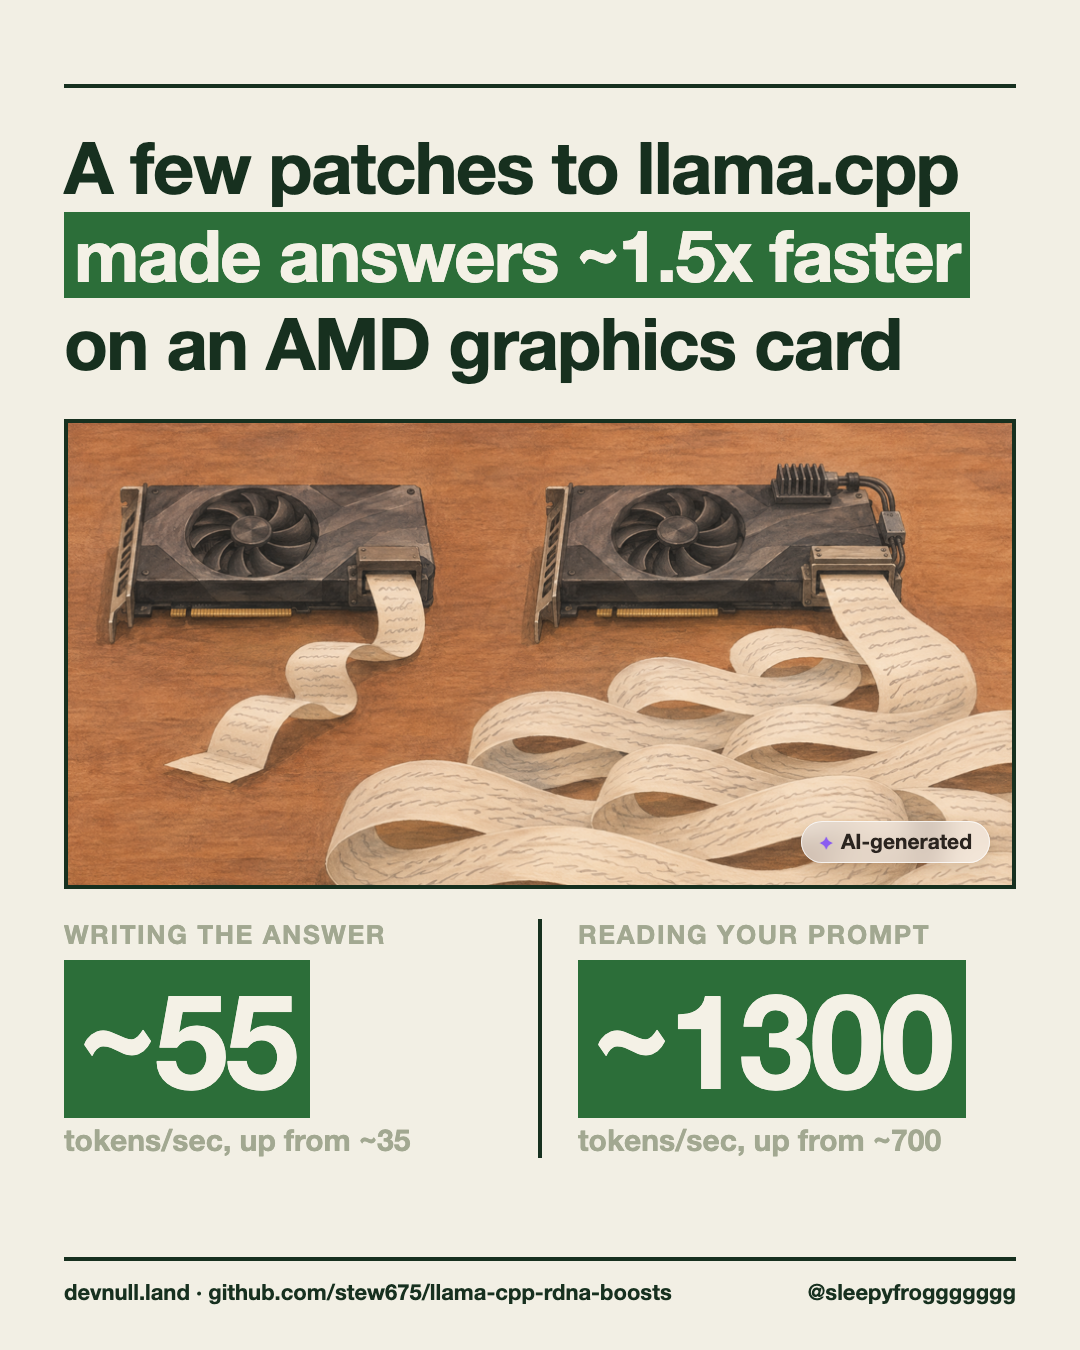 A few patches to llama.cpp
made answers ~1.5x faster
on an AMD graphics card
AI-generated
WRITING THE ANSWER
~55
tokens/sec, up from ~35
READING YOUR PROMPT
~1300
tokens/sec, up from ~700
devnull.land · github.com/stew675/llama-cpp-rdna-boosts
@sleepyfroggggggg